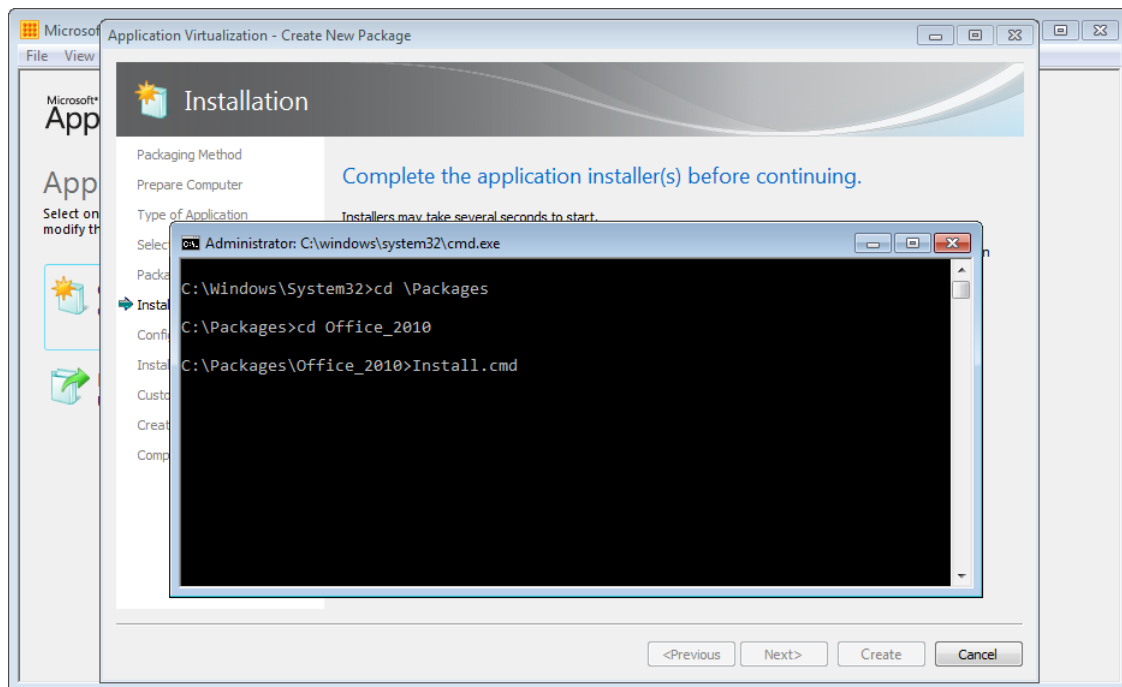 Microsof
File View
Microsoft*
App
App
Select on
modify th
Application Virtualization - Create New Package
Installation
Packaging Method
Prepare Computer
Type of Application
Selec
Packa
Instal
Confi
Instal
Custo
Creat
Comp
Complete the application installer(s) before continuing.
Installers may take several seconds to start.
n
Administrator: C:\windows\system32\cmd.exe
C:\Windows\System32>cd \Packages
C:\Packages>cd Office_2010
C:\Packages\Office_2010>Install.cmd
<Previous Next> Create Cancel